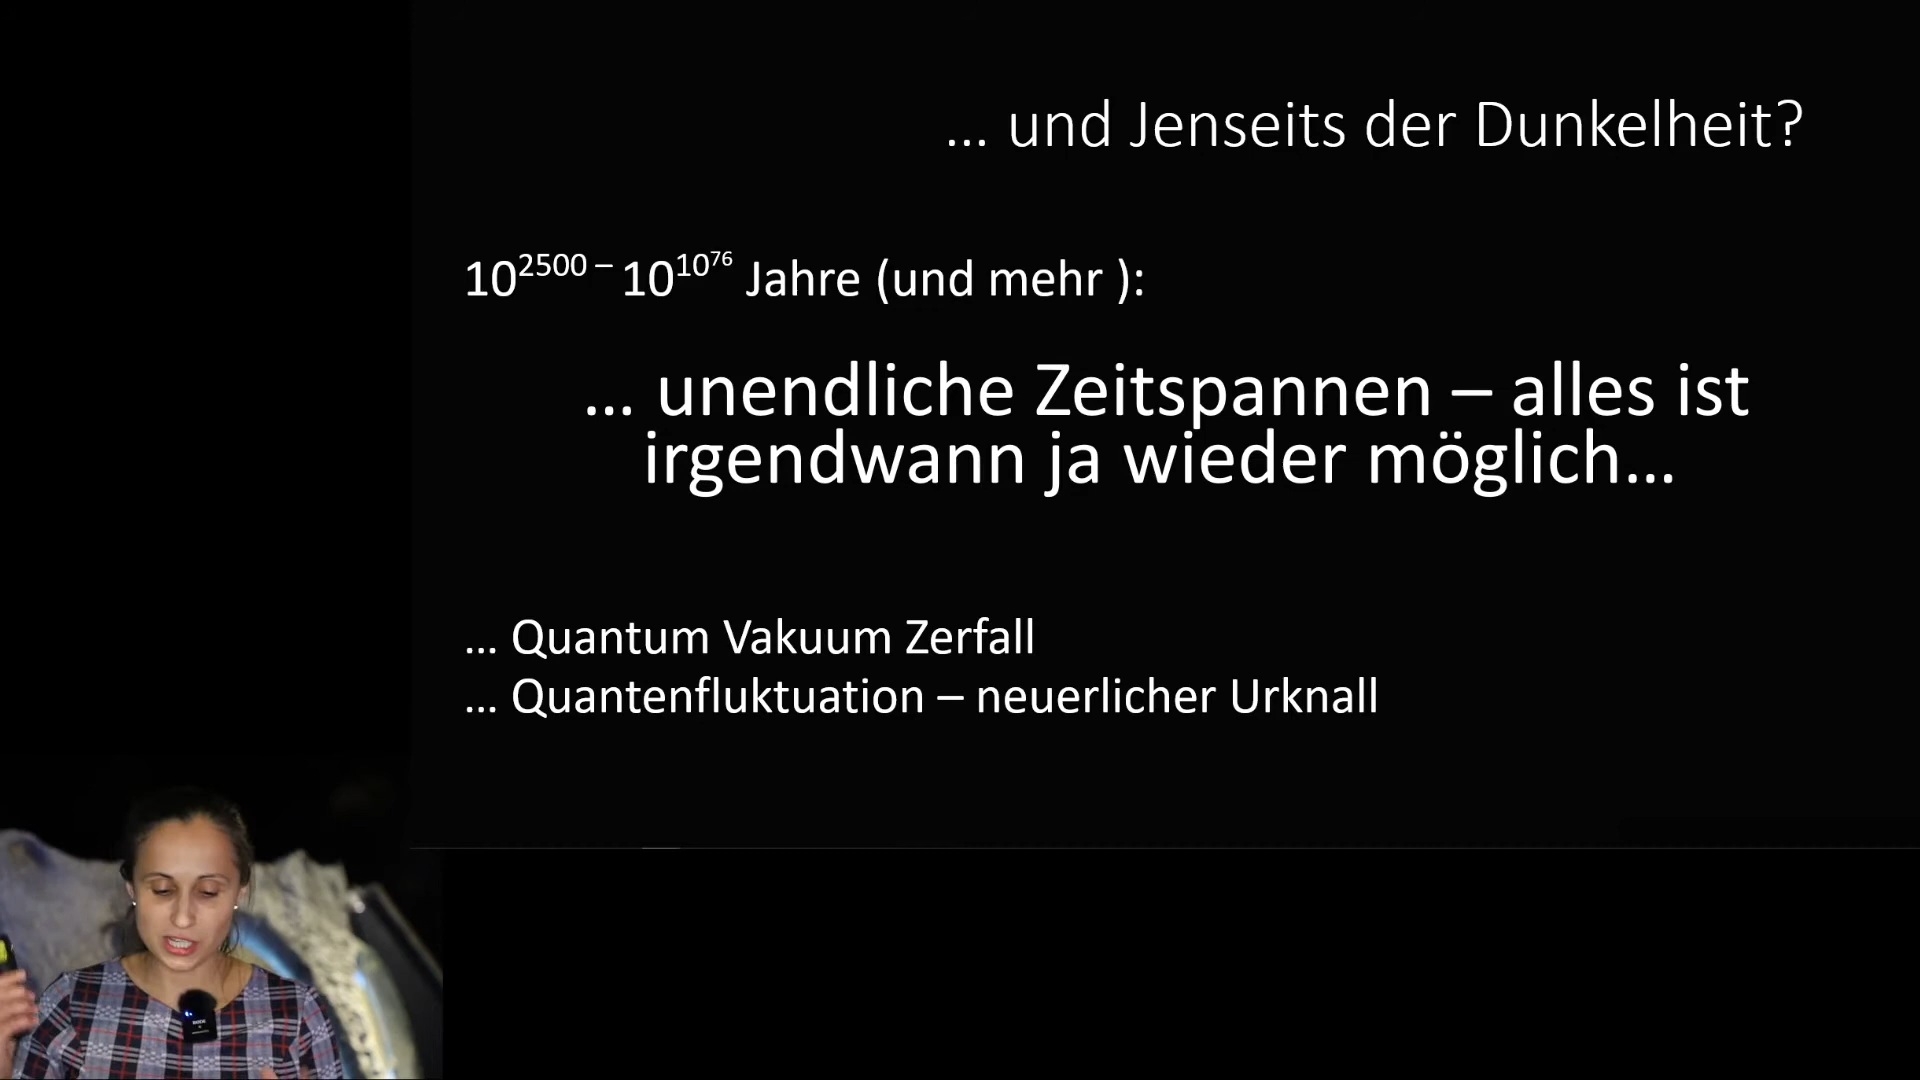 ... und Jenseits der Dunkelheit?
10^2500 – 10^10^76 Jahre (und mehr ):
... unendliche Zeitspannen – alles ist
irgendwann ja wieder möglich...
... Quantum Vakuum Zerfall
... Quantenfluktuation – neuerlicher Urknall